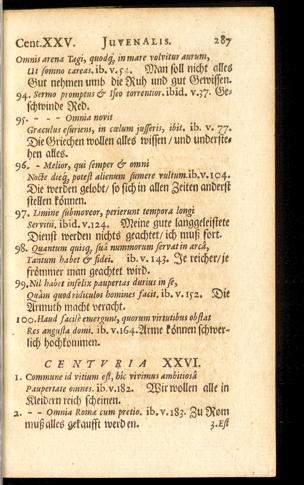 Cent. XXV. JUVENALIS. 287
Omnis arena Tagi, quodq, in mare volvitur aurum,
Ut somno careas. ib. v. 54. Man soll nicht alles
Gut nehmen umb die Ruh und gut Gewissen.
94. Sermo promptus & Iseo torrentior. ibid. v. 37. Ge-
schwinde Red.
95. - - - Omnia novit
Græculus esuriens, in cœlum jusseris, ibit. ib. v. 77.
Die Griechen wollen alles wissen / und unterste-
hen alles.
96. - Melior, qui semper & omni
Nocte dieq, potest alienum sumere vultum. ib. v. 104.
Die werden gelobt / so sich in allen Zeiten anderst
stellen können.
97. Limine submoveor, perierunt tempora longi
Servitii. ibid. v. 124. Meine gute langgeleistete
Dienst werden nichts geachtet / ich muß fort.
98. Quantum quisq, suâ nummorum servat in arcâ,
Tantum habet & fidei. ib. v. 143. Je reicher / je
frömmer man geachtet wird.
99. Nil habet infelix paupertas durius in se,
Quàm quod ridiculos homines facit. ib. v. 152. Die
Armuth macht veracht.
100. Haud facilè emergunt, quorum virtutibus obstat
Res angusta domi. ib. v. 164. Arme können schwer-
lich hochkommen.
CENTURIA XXVI.
1. Commune id vitium est, hîc vivimus ambitiosâ
Paupertate omnes. ib. v. 182. Wir wollen alle in
Kleidern reich scheinen.
2. - - Omnia Romæ cum pretio. ib. v. 183. Zu Rom
muß alles gekaufft werden. 3. Est